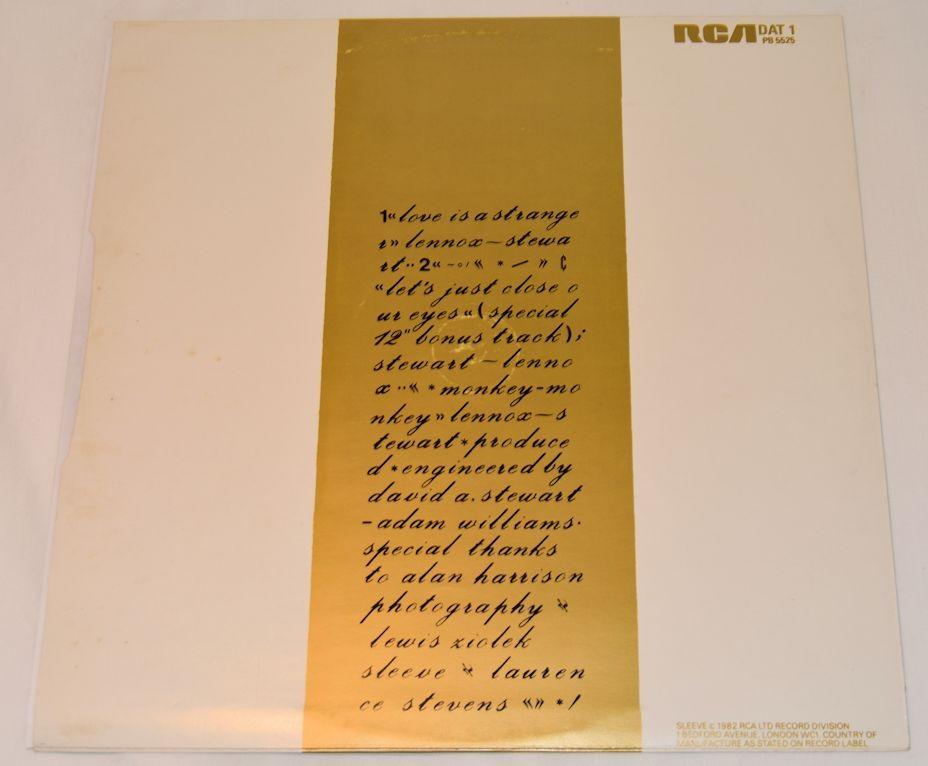 RCA DAT 1
PB 5525
1«love is a strange
r» lennox—stewa
rt··2«
"let's just close o
ur eyes«(special
12" bonus track);
stewart—lenno
x··« *monkey-mo
nkey» lennox—s
tewart*produce
d*engineered by
david a. stewart
-adam williams·
special thanks
to alan harrison
photography
lewis ziolek
sleeve lauren
ce stevens «» *!
SLEEVE © 1982 RCA LTD RECORD DIVISION
1 BEDFORD AVENUE, LONDON WC1. COUNTRY OF
MANUFACTURE AS STATED ON RECORD LABEL